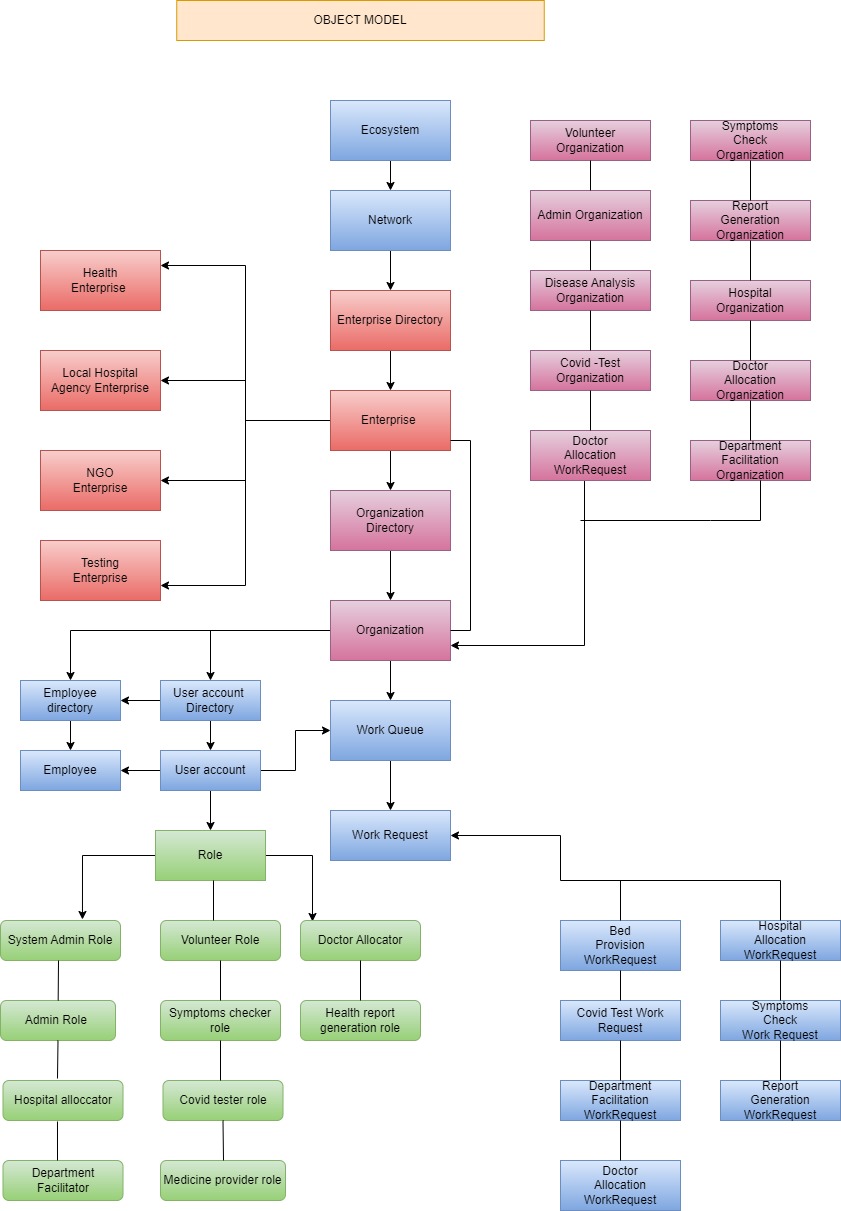 OBJECT MODEL
Ecosystem
Network
Enterprise Directory
Enterprise
Organization
Directory
Organization
Volunteer
Organization
Admin Organization
Disease Analysis
Organization
Covid -Test
Organization
Doctor
Allocation
WorkRequest
Symptoms
Check
Organization
Report
Generation
Organization
Hospital
Organization
Doctor
Allocation
Organization
Department
Facilitation
Organization
Health
Enterprise
Local Hospital
Agency Enterprise
NGO
Enterprise
Testing
Enterprise
Employee
directory
User account
Directory
Employee
User account
Work Queue
Work Request
Role
System Admin Role
Admin Role
Hospital alloccator
Department
Facilitator
Volunteer Role
Symptoms checker
role
Covid tester role
Medicine provider role
Doctor Allocator
Health report
generation role
Bed
Provision
WorkRequest
Covid Test Work
Request
Department
Facilitation
WorkRequest
Doctor
Allocation
WorkRequest
Hospital
Allocation
WorkRequest
Symptoms
Check
Work Request
Report
Generation
WorkRequest